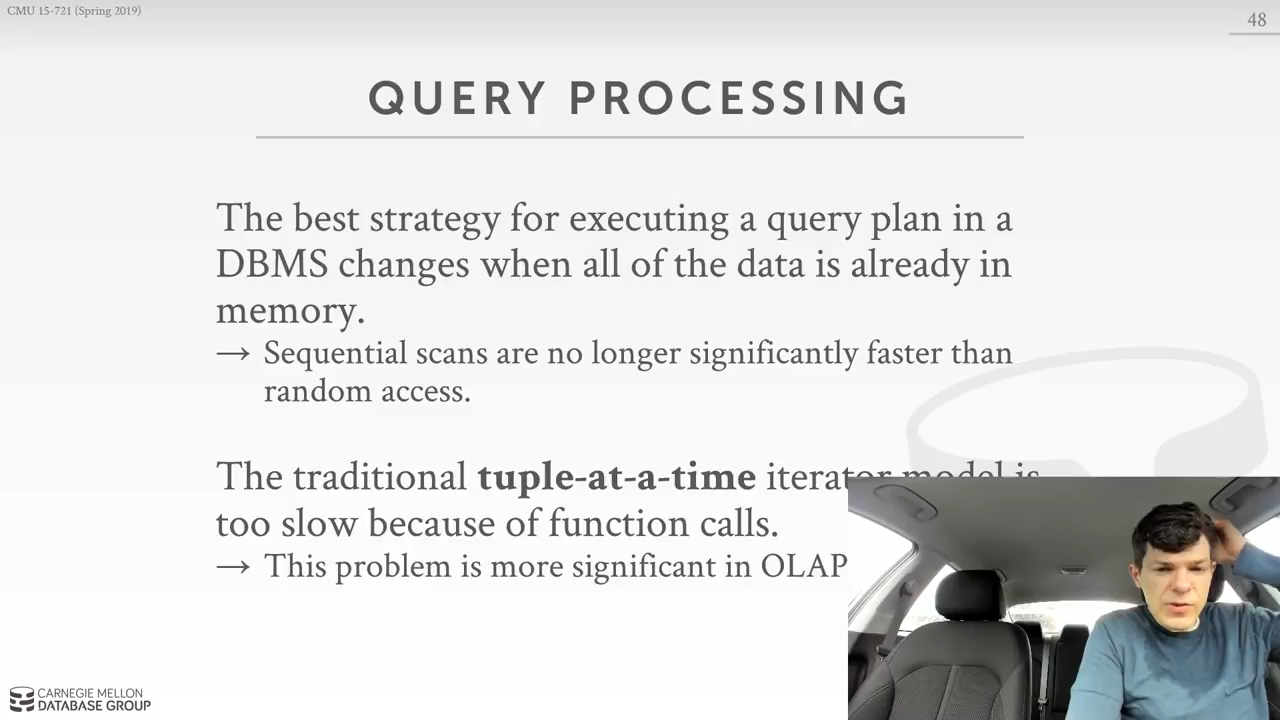 CMU 15-721 (Spring 2019)
48
QUERY PROCESSING
The best strategy for executing a query plan in a
DBMS changes when all of the data is already in
memory.
→ Sequential scans are no longer significantly faster than
random access.
The traditional tuple-at-a-time iterator model is
too slow because of function calls.
→ This problem is more significant in OLAP
CARNEGIE MELLON
DATABASE GROUP